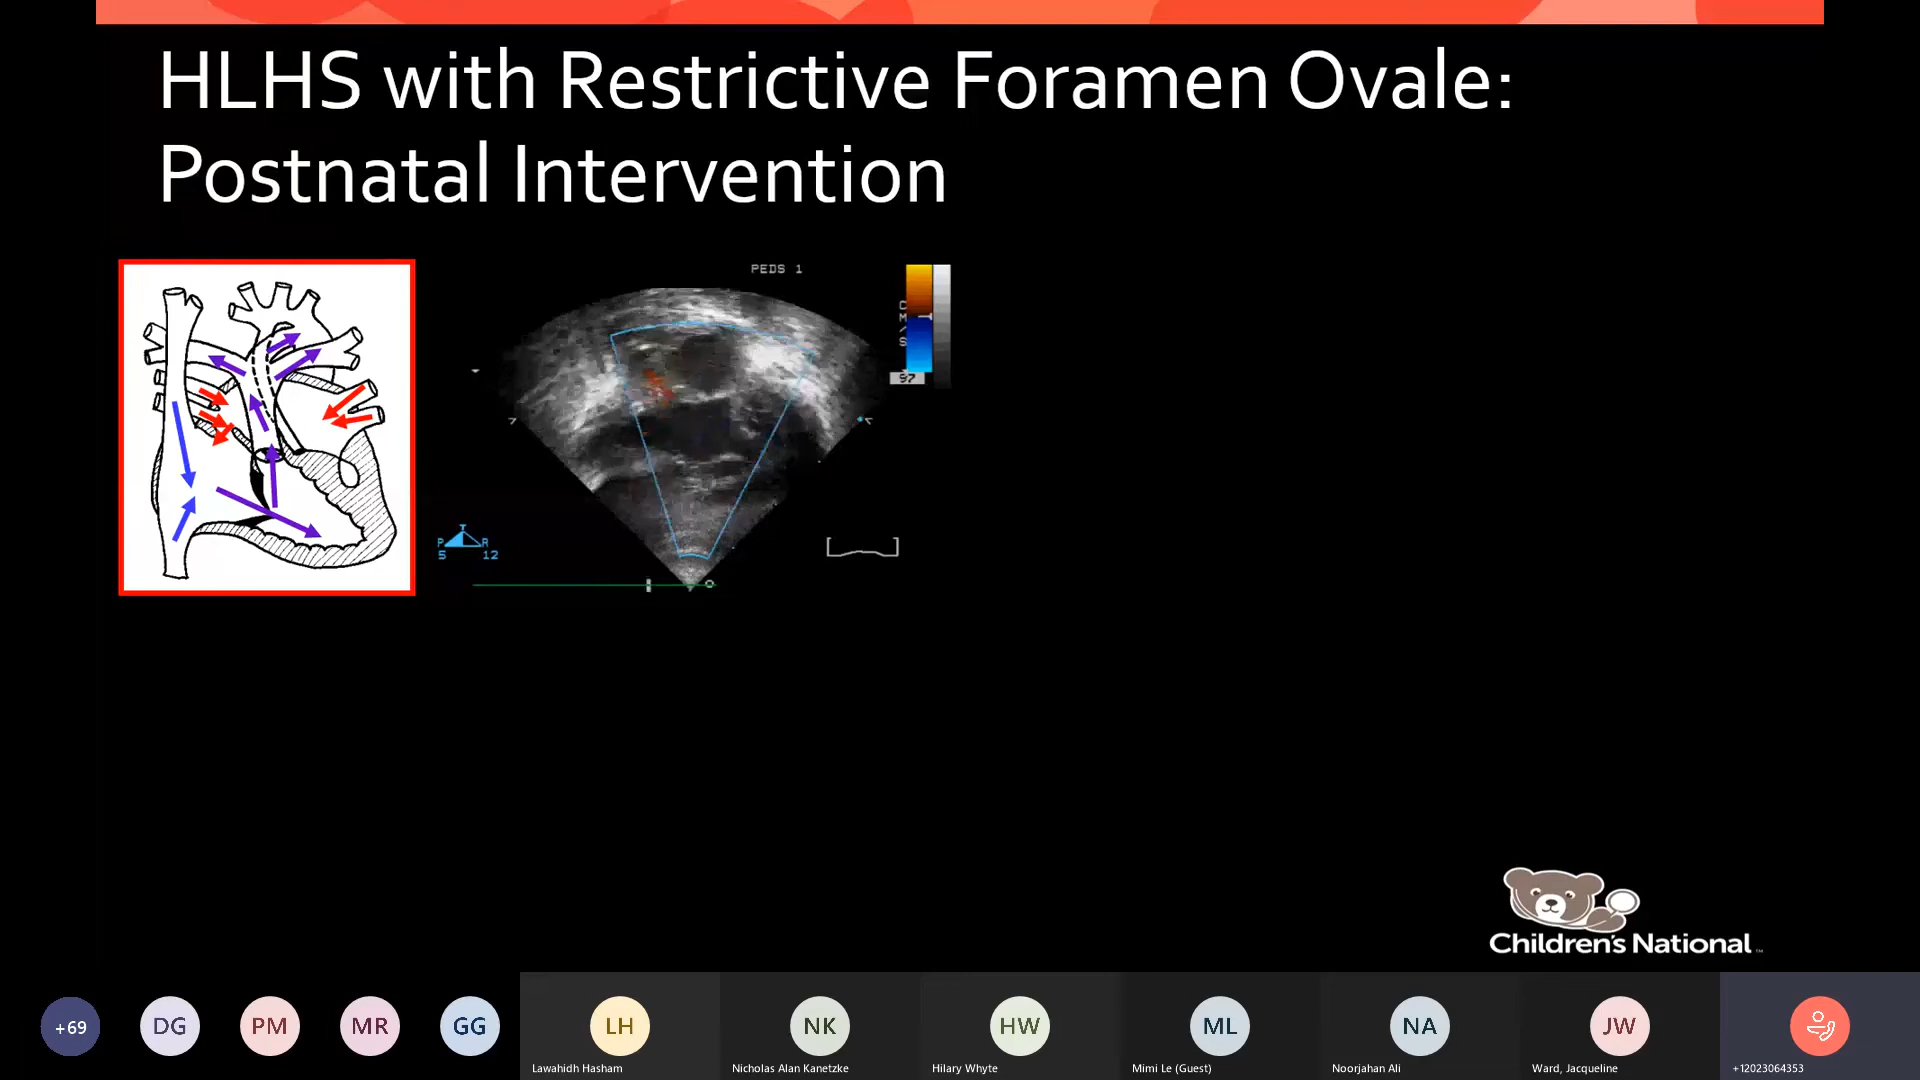 HLHS with Restrictive Foramen Ovale:
Postnatal Intervention
PEDS 1
CM/S
97
P T R
5 12
Children's National™
+69
DG
PM
MR
GG
LH
NK
HW
ML
NA
JW
Lawahidh Hasham
Nicholas Alan Kanetzke
Hilary Whyte
Mimi Le (Guest)
Noorjahan Ali
Ward, Jacqueline
+12023064353